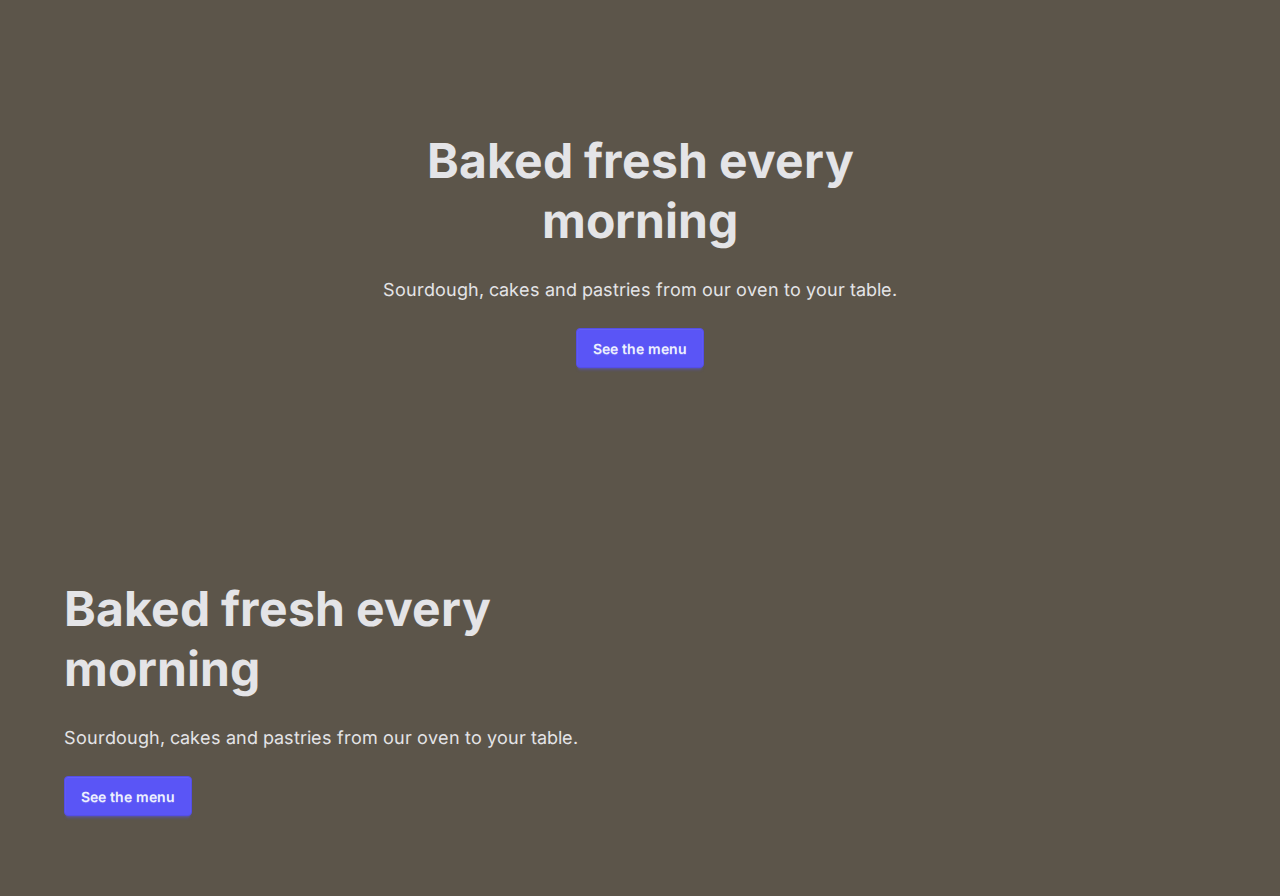 Baked fresh every
morning
Sourdough, cakes and pastries from our oven to your table.
See the menu
Baked fresh every
morning
Sourdough, cakes and pastries from our oven to your table.
See the menu